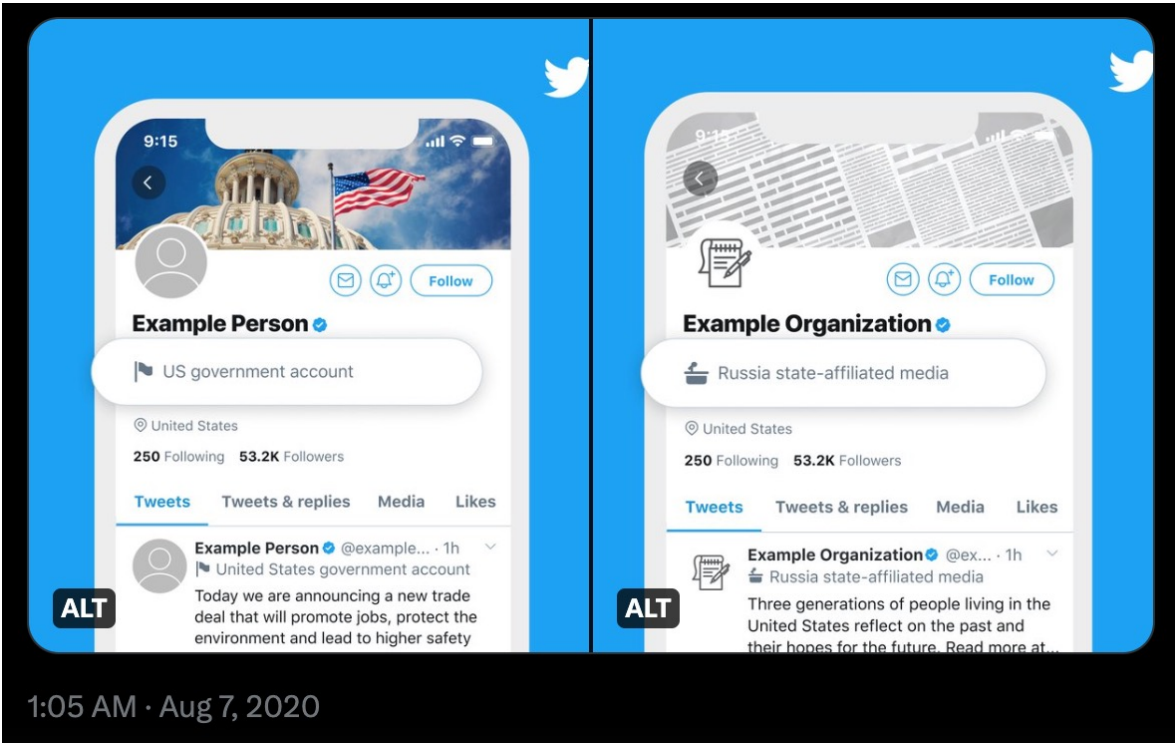 9:15
Follow
Example Person
US government account
United States
250 Following 53.2K Followers
Tweets Tweets & replies Media Likes
Example Person @example... · 1h
United States government account
Today we are announcing a new trade
deal that will promote jobs, protect the
environment and lead to higher safety
ALT
9:15
Follow
Example Organization
Russia state-affiliated media
United States
250 Following 53.2K Followers
Tweets Tweets & replies Media Likes
Example Organization @ex... · 1h
Russia state-affiliated media
Three generations of people living in the
United States reflect on the past and
their hopes for the future. Read more at...
ALT
1:05 AM · Aug 7, 2020